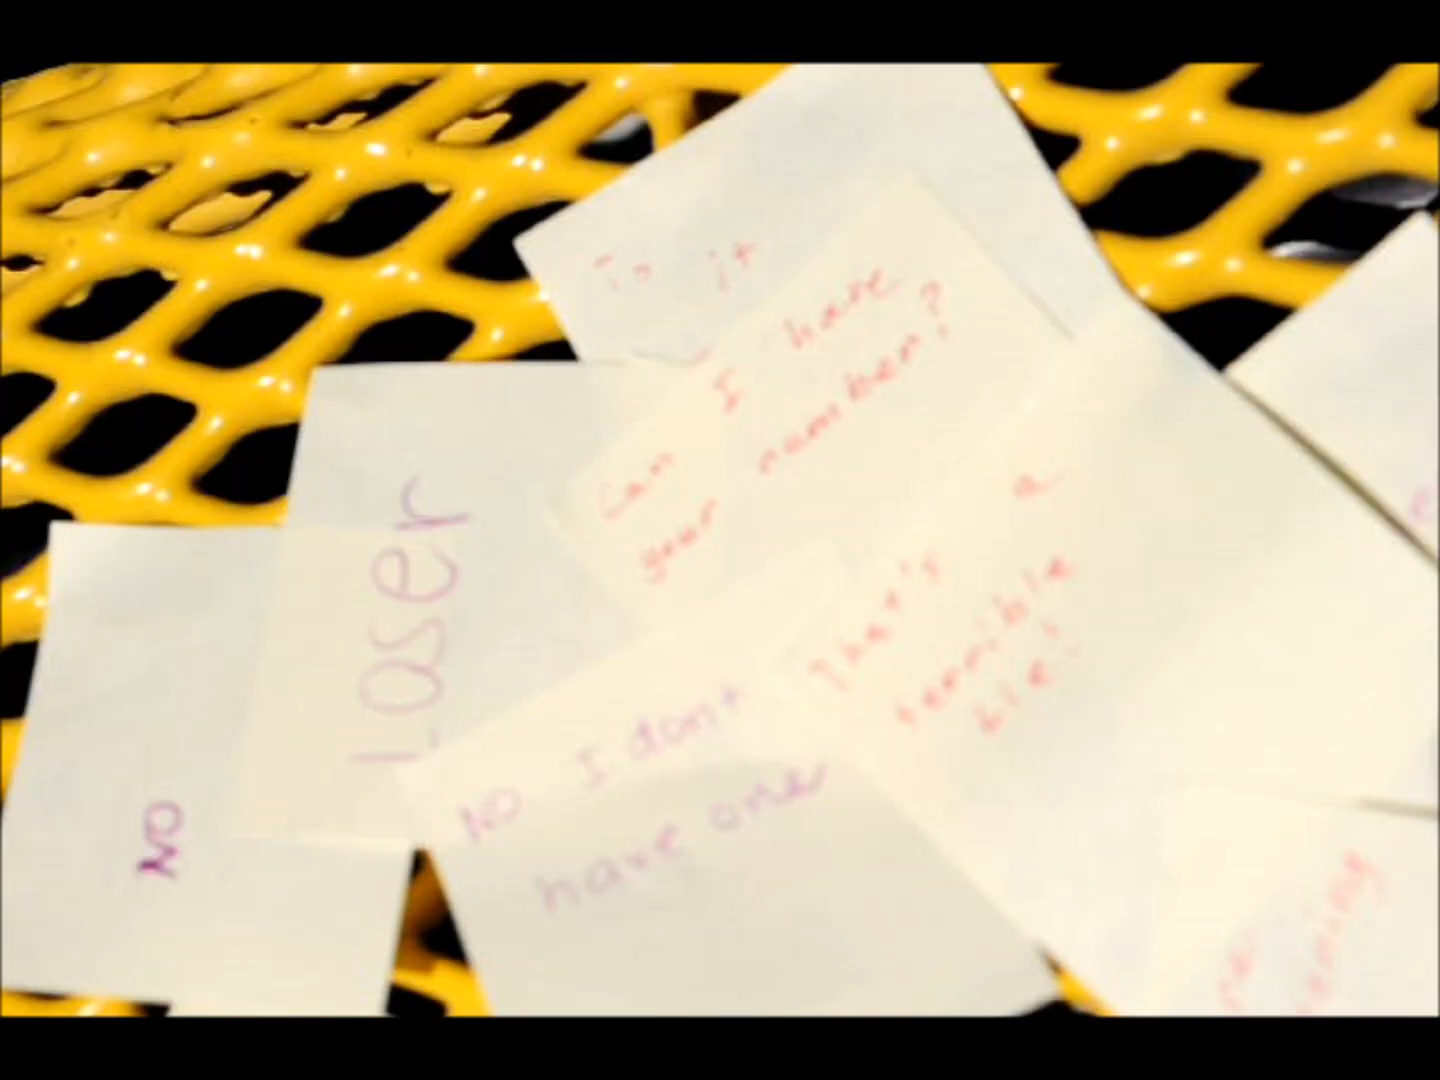 Is it
Can I have
your number?
Loser
That's a
terrible
lie!
No I don't
have one
NO